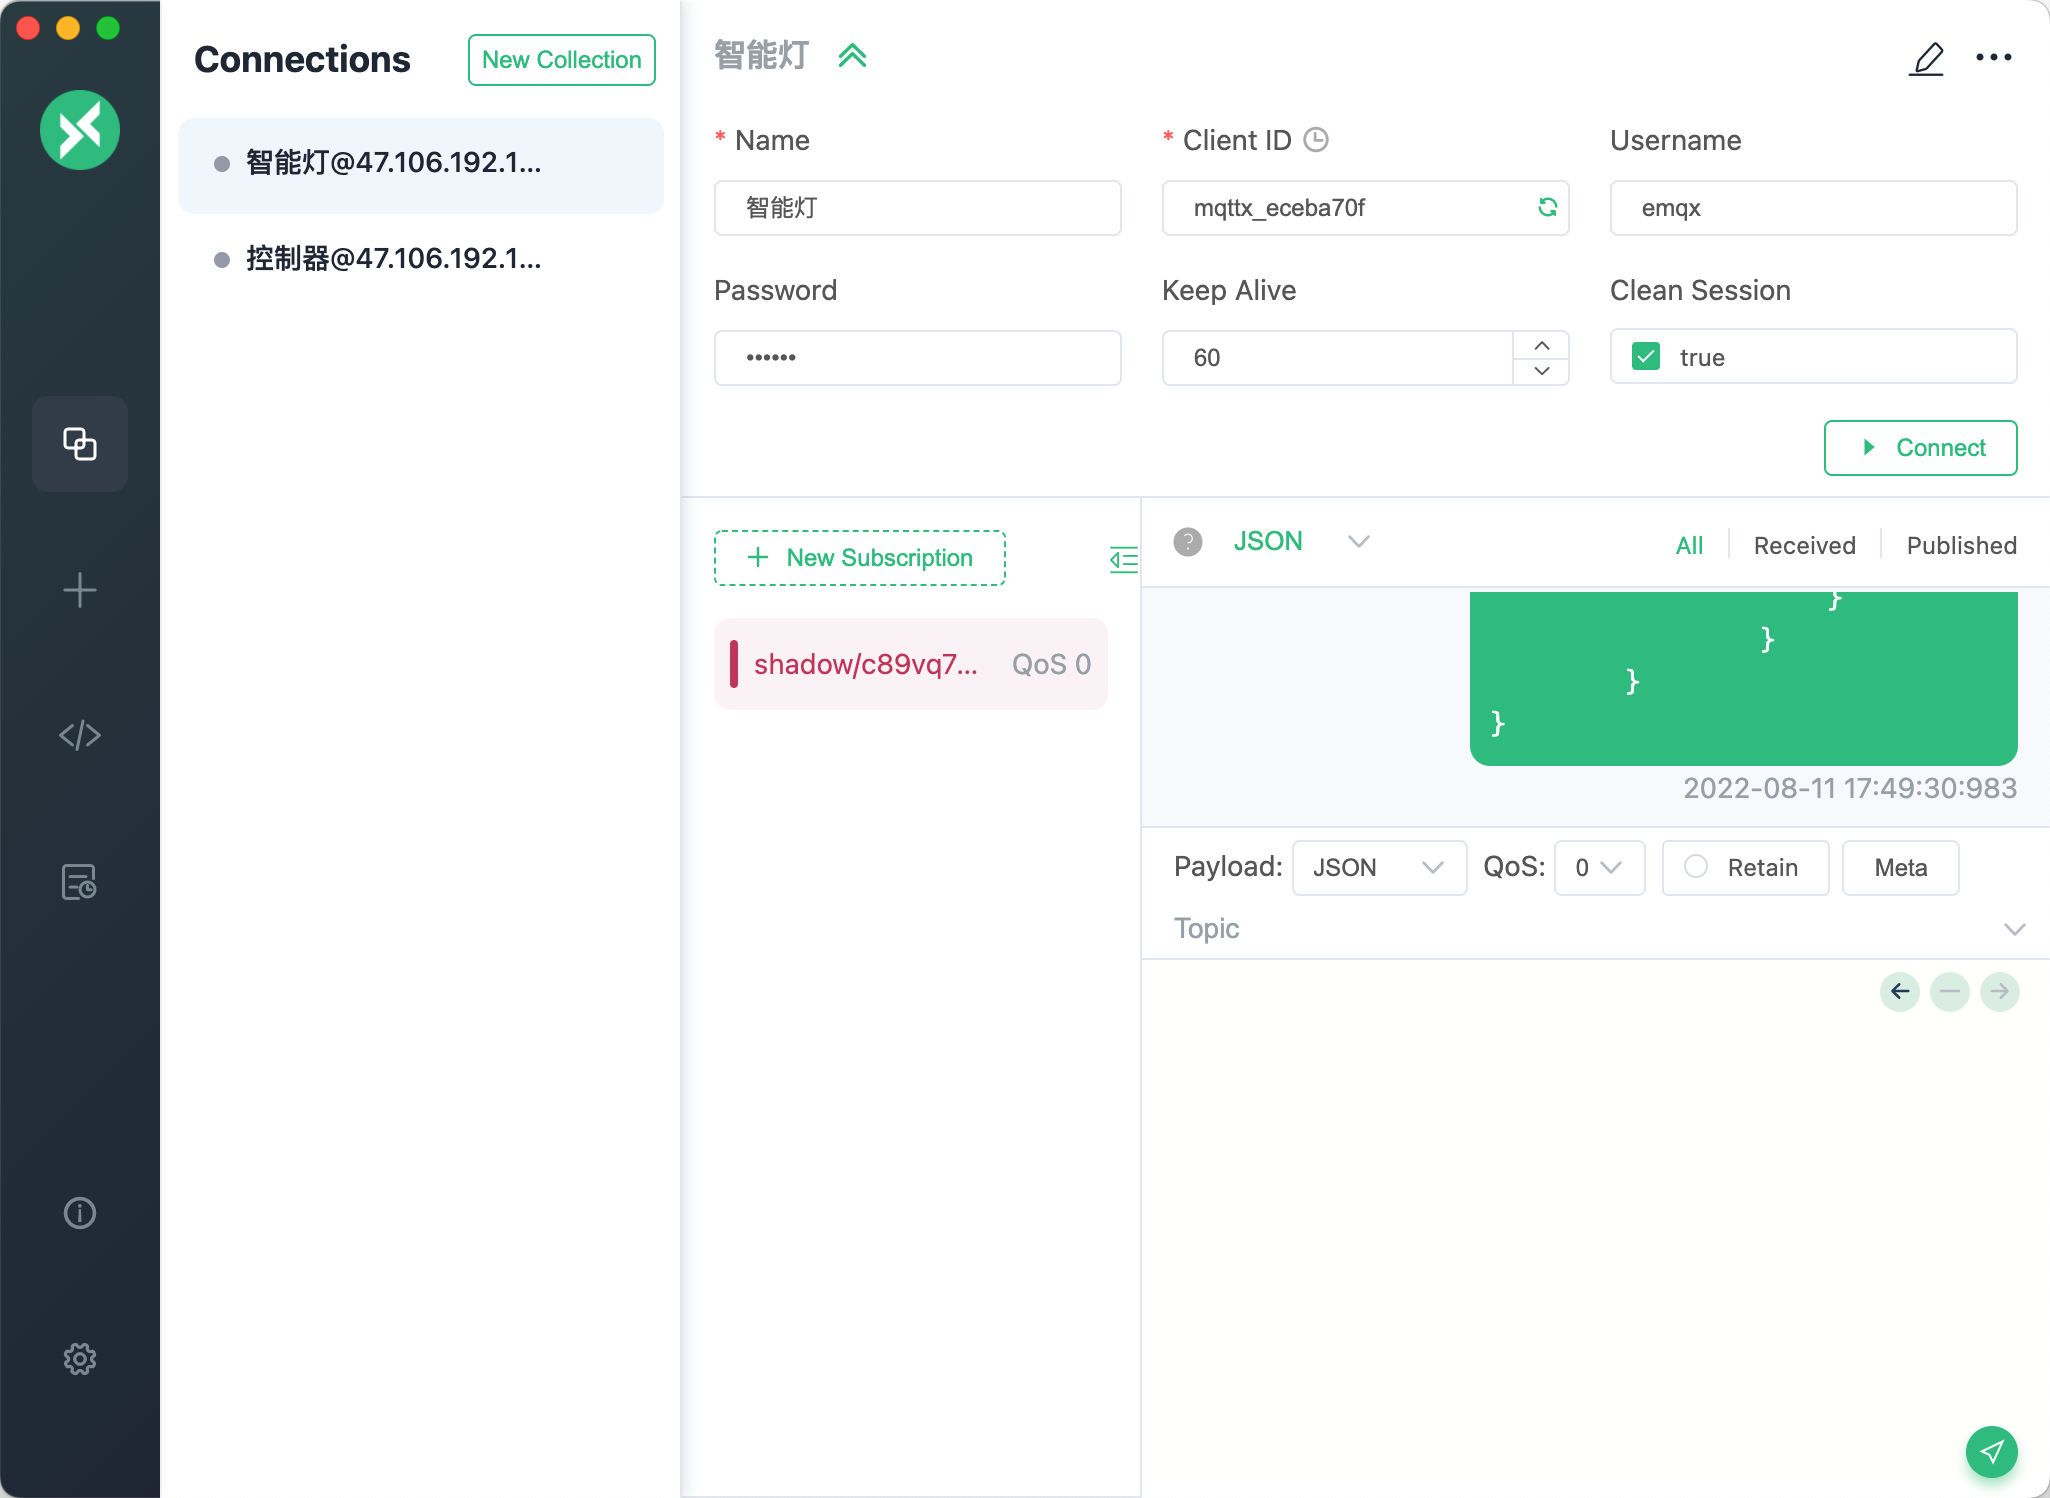 Connections
New Collection
智能灯@47.106.192.1...
控制器@47.106.192.1...
智能灯
* Name
* Client ID
Username
智能灯
mqttx_eceba70f
emqx
Password
Keep Alive
Clean Session
••••••
60
true
Connect
+ New Subscription
shadow/c89vq7... QoS 0
? JSON
All
Received
Published
}
}
}
}
2022-08-11 17:49:30:983
Payload: JSON QoS: 0 Retain Meta
Topic